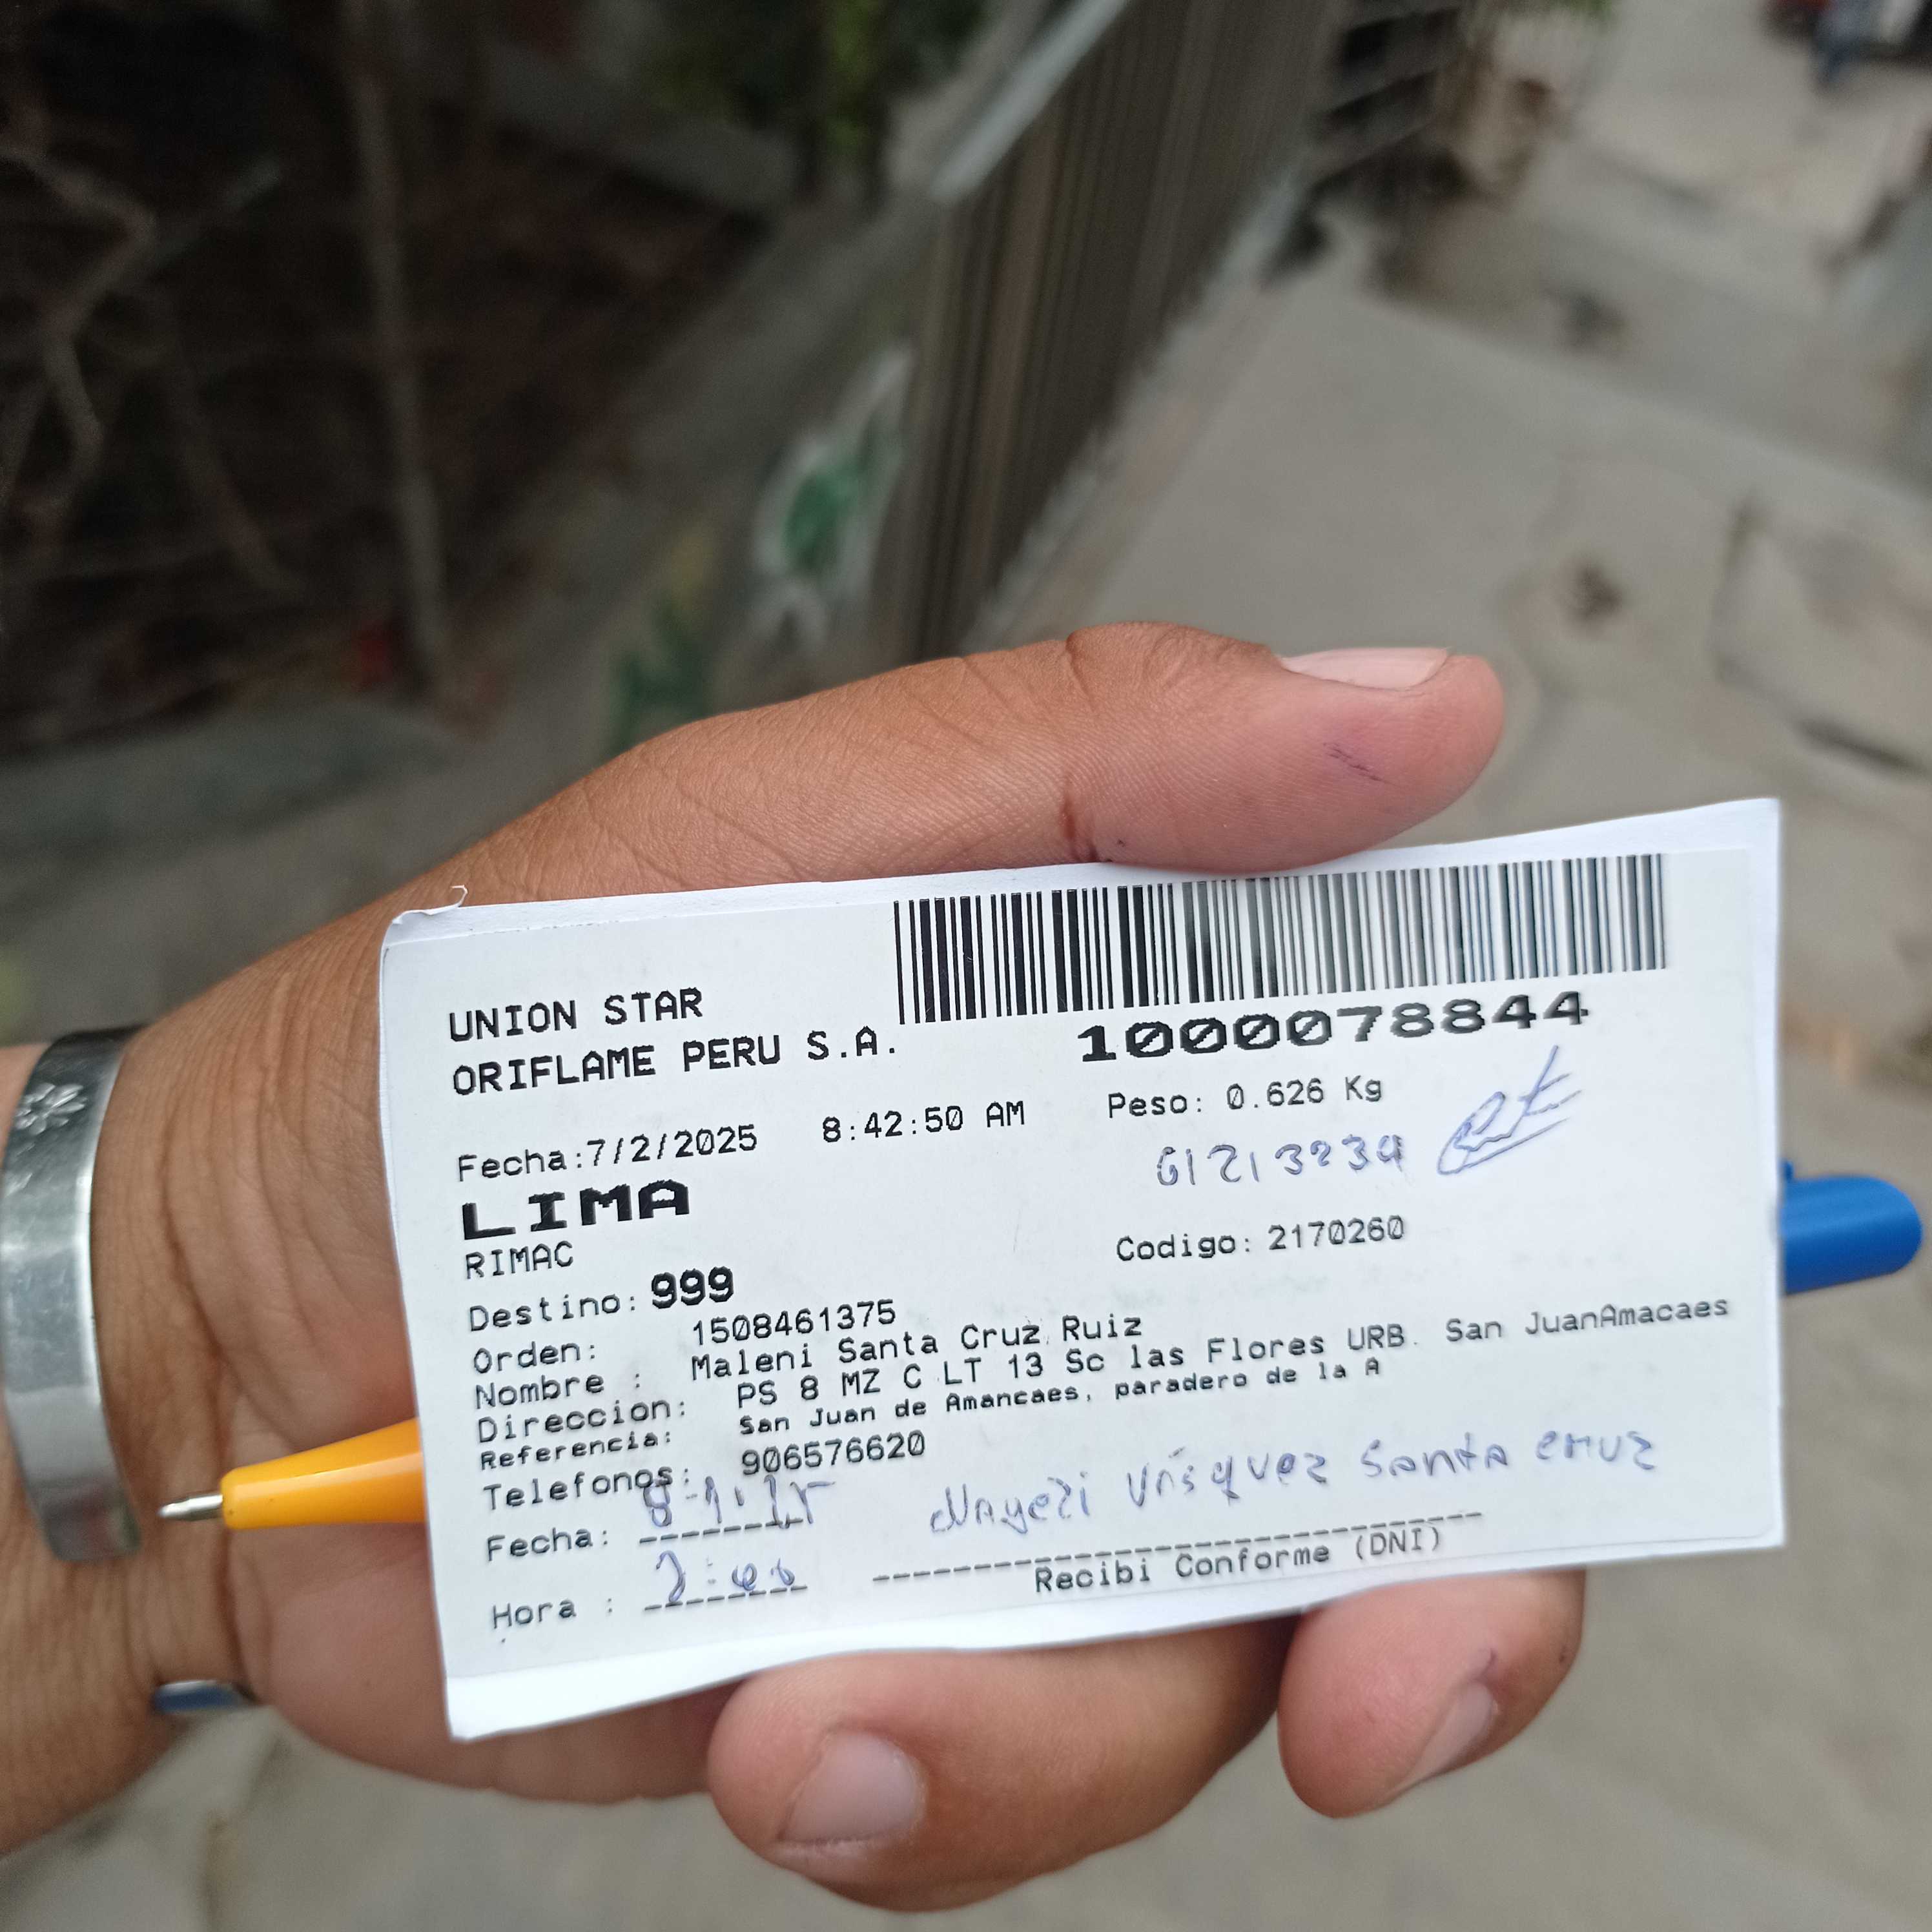 UNION STAR
ORIFLAME PERU S.A.
1000078844
Fecha:7/2/2025 8:42:50 AM
Peso: 0.626 Kg
LIMA
RIMAC
Codigo: 2170260
Destino: 999
Orden: 1508461375
Nombre : Maleni Santa Cruz Ruiz
Direccion: PS 8 MZ C LT 13 Sc las Flores URB. San JuanAmacaes
Referencia: San Juan de Amancaes, paradero de la A
Telefonos: 906576620
Fecha:
Vásquez Santa Cruz
Hora :
Recibi Conforme (DNI)